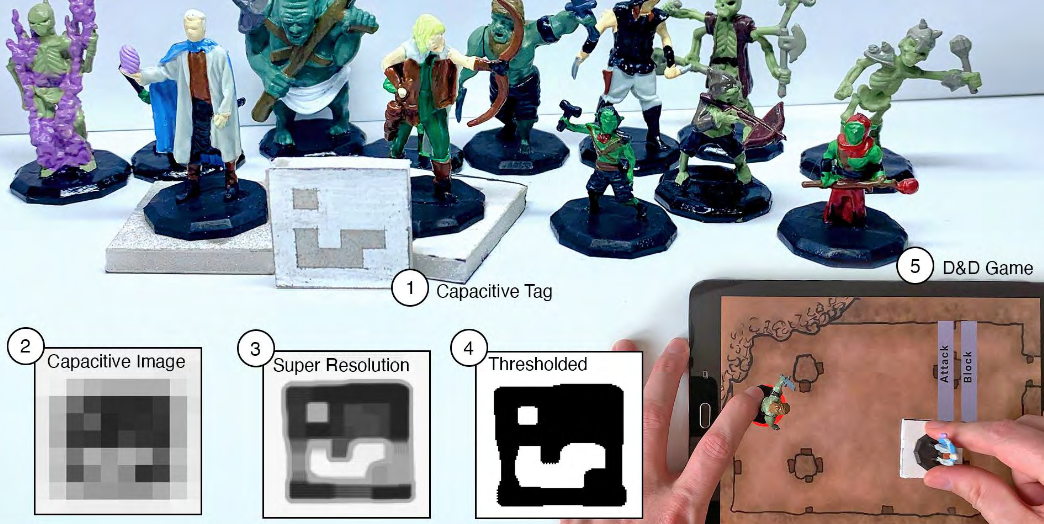 1 Capacitive Tag
5 D&D Game
2 Capacitive Image
3 Super Resolution
4 Thresholded
Attack
Block